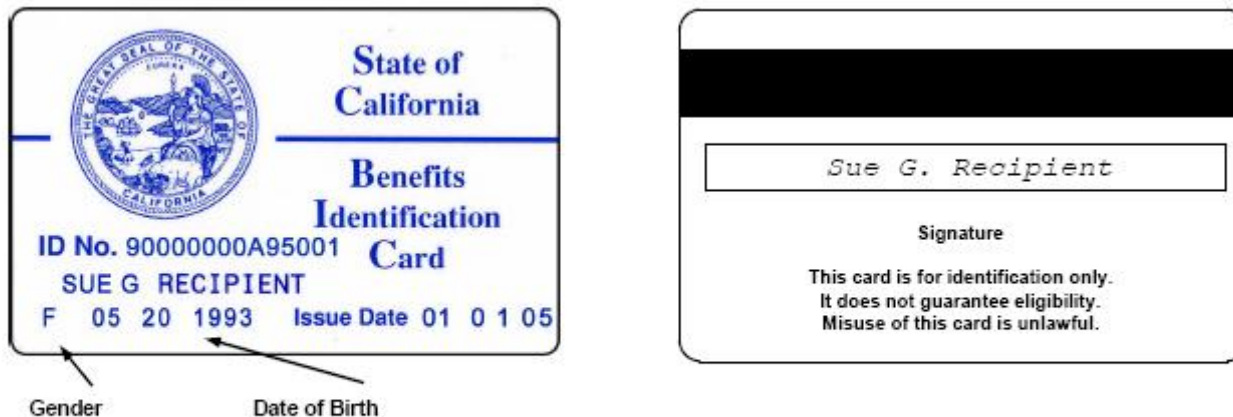 THE GREAT SEAL OF THE STATE OF CALIFORNIA
EUREKA
State of
California
Benefits
Identification
Card
ID No. 90000000A95001
SUE G RECIPIENT
F 05 20 1993 Issue Date 01 0 1 05
Gender Date of Birth
Sue G. Recipient
Signature
This card is for identification only.
It does not guarantee eligibility.
Misuse of this card is unlawful.